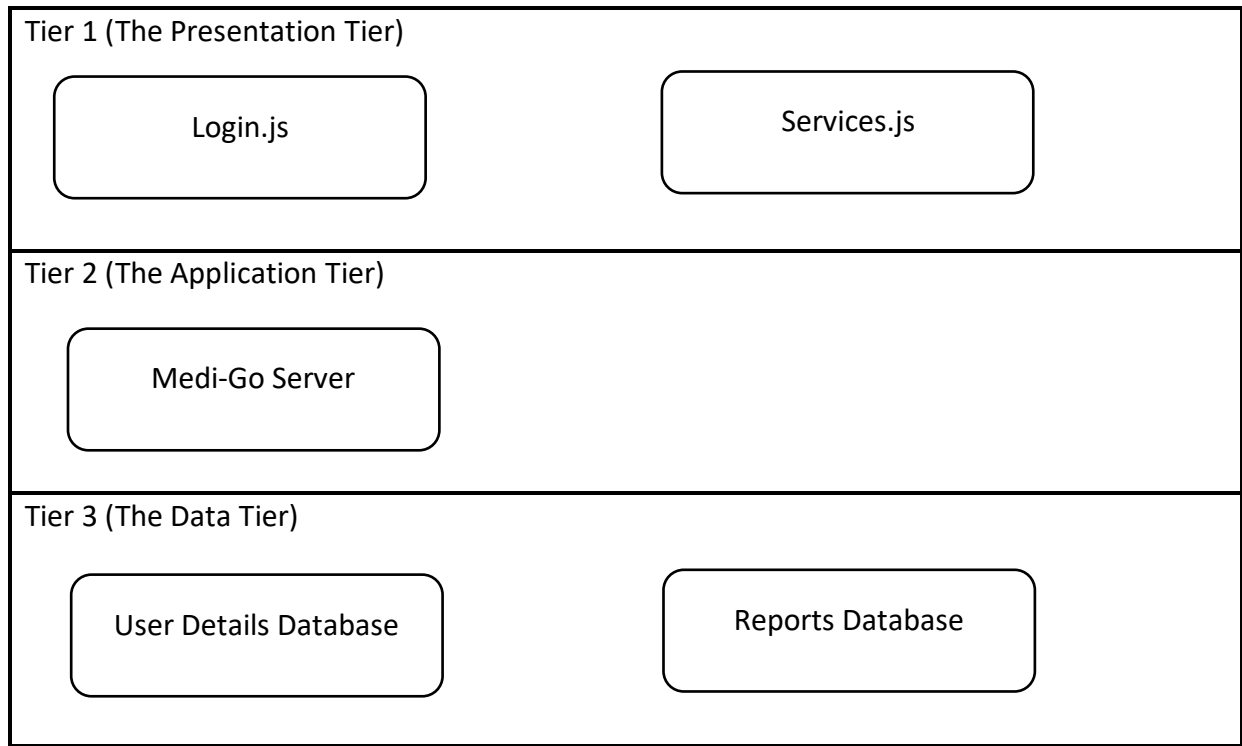 Tier 1 (The Presentation Tier)
Login.js
Services.js
Tier 2 (The Application Tier)
Medi-Go Server
Tier 3 (The Data Tier)
User Details Database
Reports Database